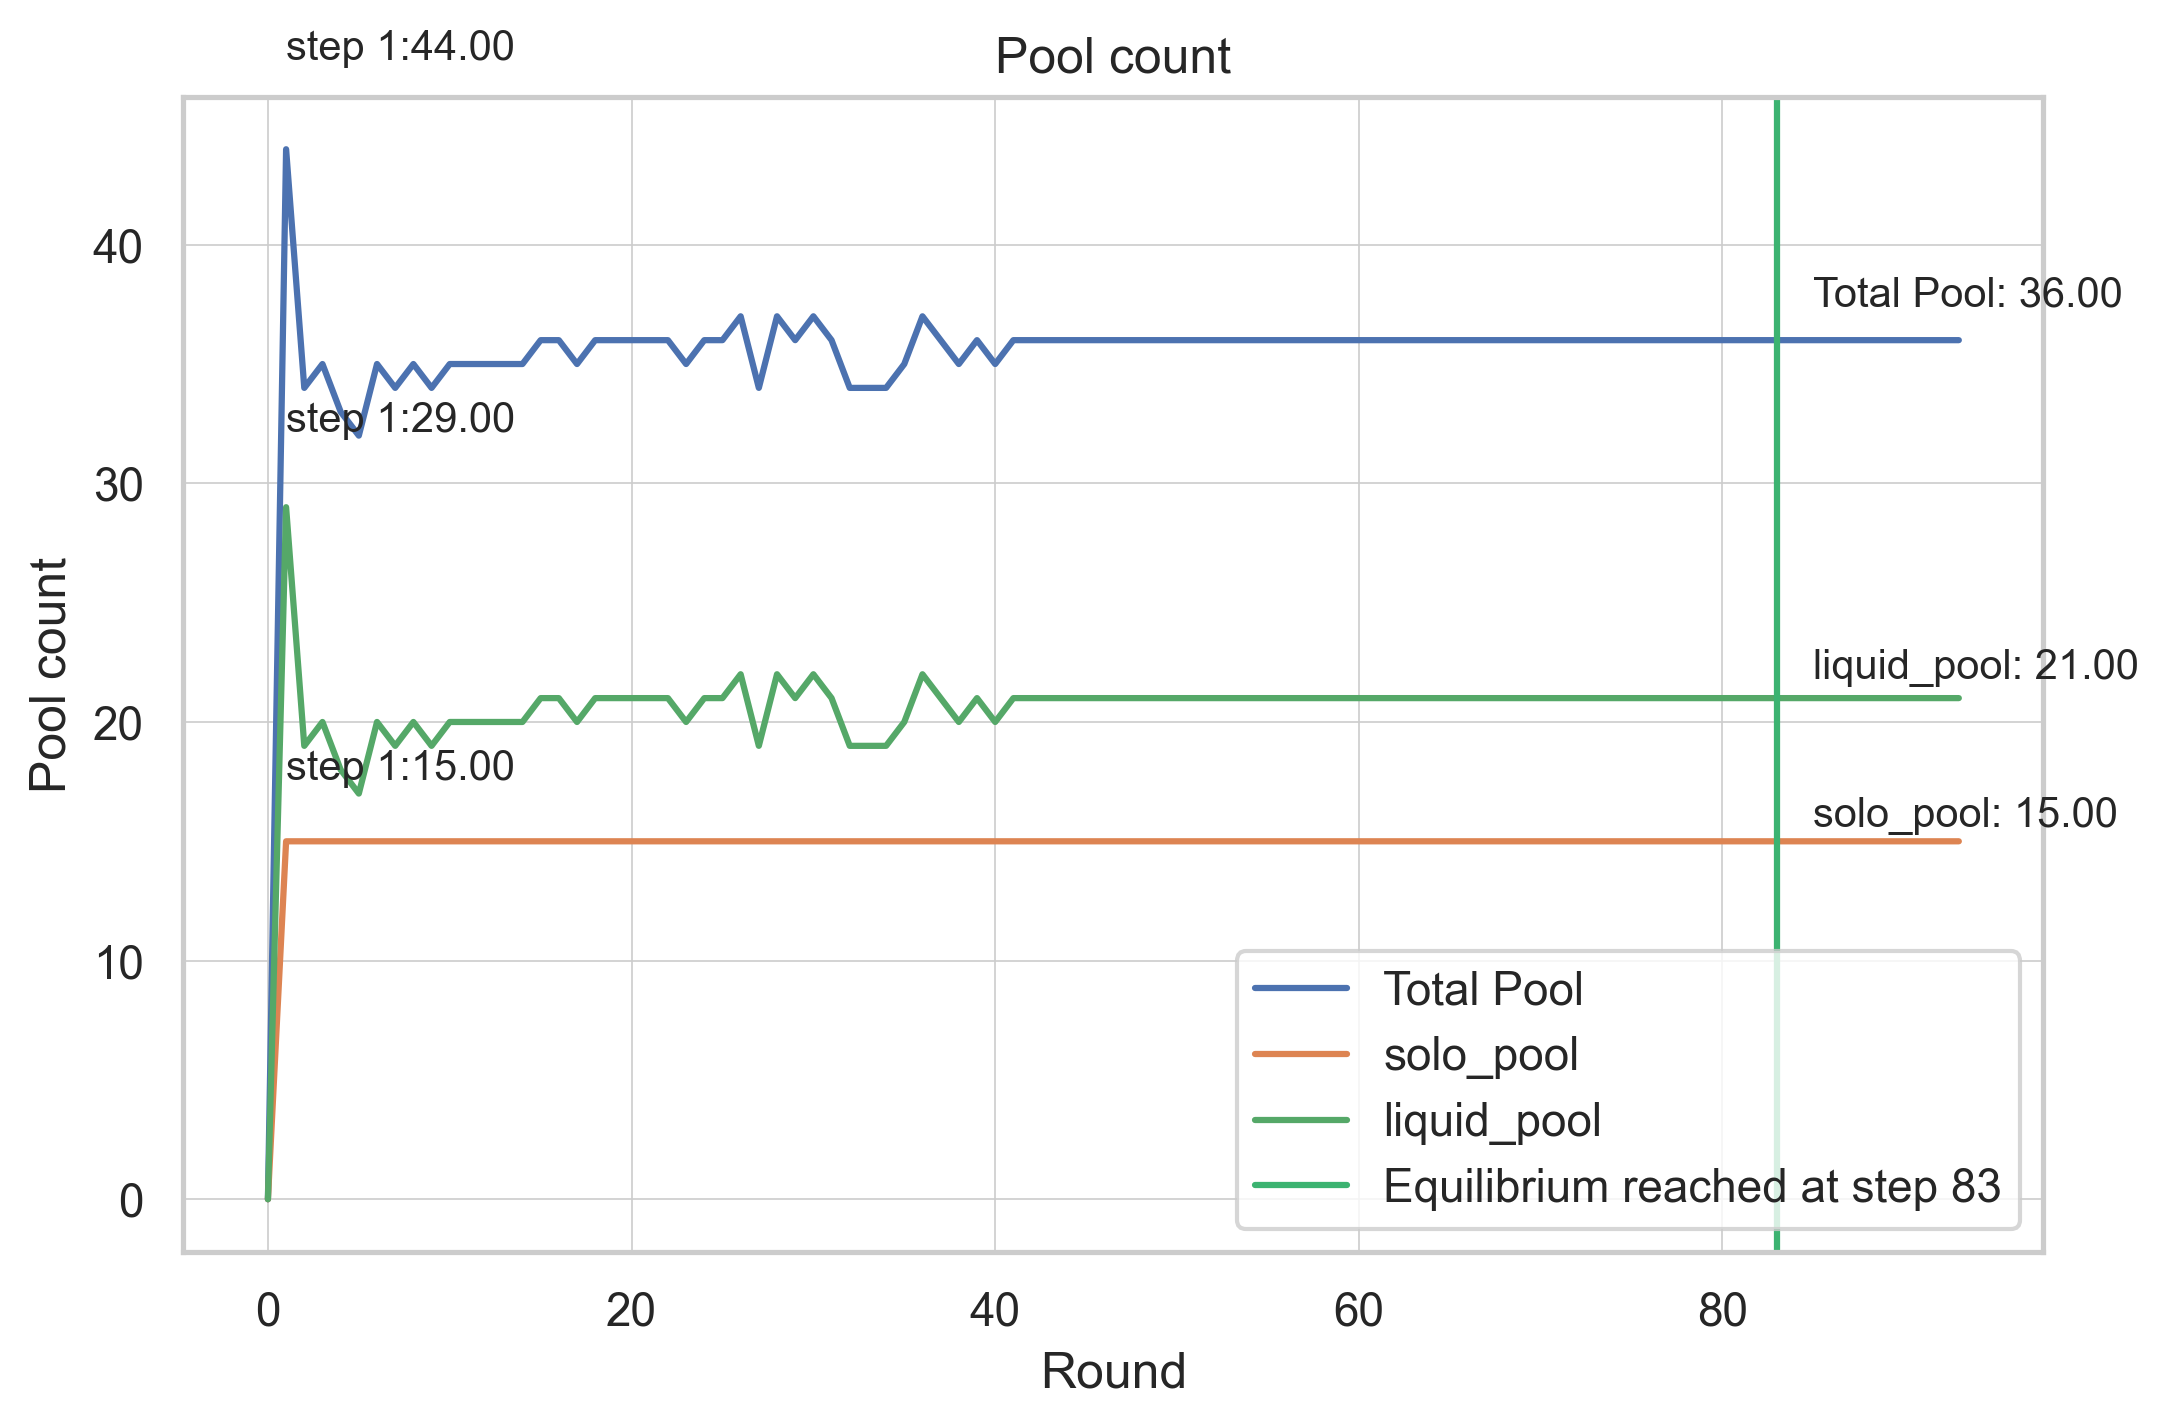 step 1:44.00
Pool count
40
30
20
10
0
Pool count
step 1:29.00
step 1:15.00
Total Pool: 36.00
liquid_pool: 21.00
solo_pool: 15.00
Total Pool
solo_pool
liquid_pool
Equilibrium reached at step 83
0 20 40 60 80
Round